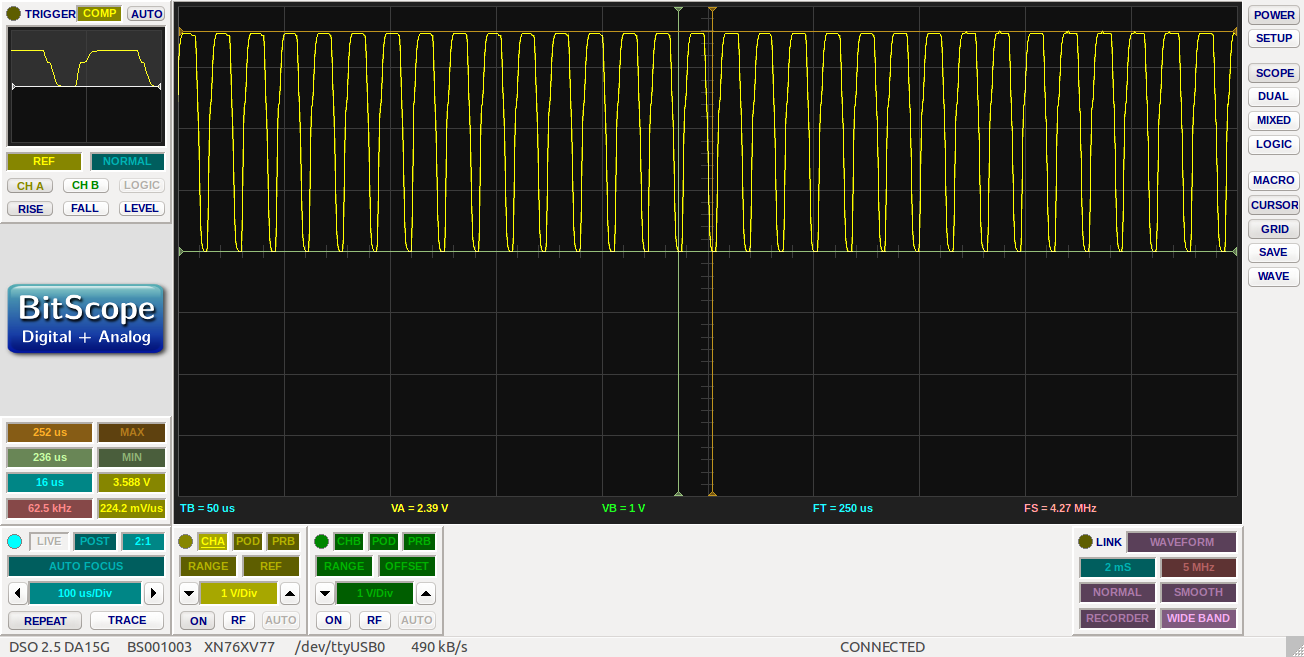 TRIGGER COMP AUTO
POWER
SETUP
SCOPE
DUAL
MIXED
LOGIC
MACRO
CURSOR
GRID
SAVE
WAVE
REF NORMAL
CH A CH B LOGIC
RISE FALL LEVEL
BitScope
Digital + Analog
252 us MAX
236 us MIN
16 us 3.588 V
62.5 kHz 224.2 mV/us
TB = 50 us VA = 2.39 V VB = 1 V FT = 250 us FS = 4.27 MHz
LIVE POST 2:1
AUTO FOCUS
100 us/Div
REPEAT TRACE
CHA POD PRB
RANGE REF
1 V/Div
ON RF AUTO
CHB POD PRB
RANGE OFFSET
1 V/Div
ON RF AUTO
LINK WAVEFORM
2 mS 5 MHz
NORMAL SMOOTH
RECORDER WIDE BAND
DSO 2.5 DA15G BS001003 XN76XV77 /dev/ttyUSB0 490 kB/s CONNECTED